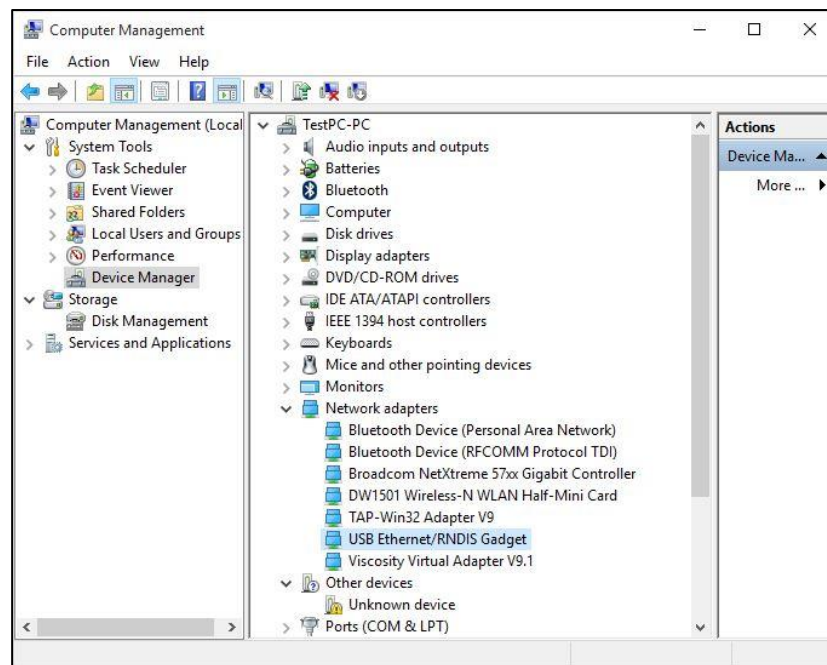 Computer Management
File Action View Help
Computer Management (Local
System Tools
Task Scheduler
Event Viewer
Shared Folders
Local Users and Groups
Performance
Device Manager
Storage
Disk Management
Services and Applications
TestPC-PC
Audio inputs and outputs
Batteries
Bluetooth
Computer
Disk drives
Display adapters
DVD/CD-ROM drives
IDE ATA/ATAPI controllers
IEEE 1394 host controllers
Keyboards
Mice and other pointing devices
Monitors
Network adapters
Bluetooth Device (Personal Area Network)
Bluetooth Device (RFCOMM Protocol TDI)
Broadcom NetXtreme 57xx Gigabit Controller
DW1501 Wireless-N WLAN Half-Mini Card
TAP-Win32 Adapter V9
USB Ethernet/RNDIS Gadget
Viscosity Virtual Adapter V9.1
Other devices
Unknown device
Ports (COM & LPT)
Actions
Device Ma...
More ...